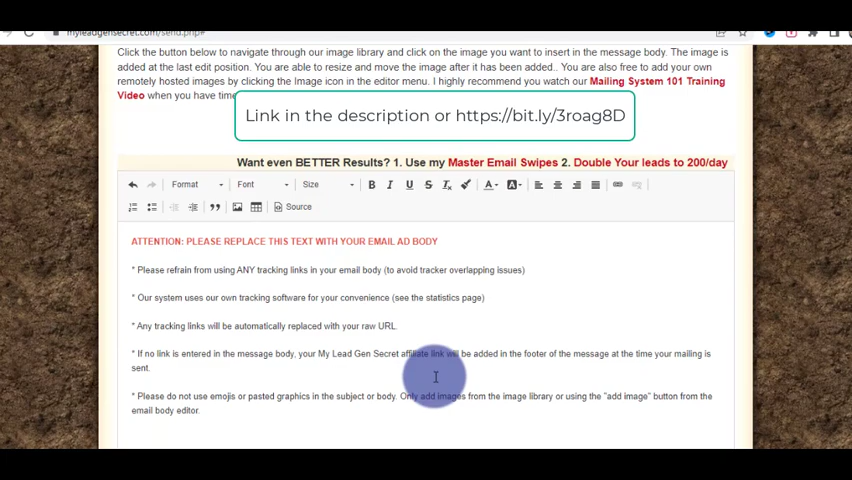 myleadgensecret.com/send.php#
Click the button below to navigate through our image library and click on the image you want to insert in the message body. The image is
added at the last edit position. You are able to resize and move the image after it has been added.. You are also free to add your own
remotely hosted images by clicking the Image icon in the editor menu. I highly recommend you watch our Mailing System 101 Training
Video when you have time
Link in the description or https://bit.ly/3roag8D
Want even BETTER Results? 1. Use my Master Email Swipes 2. Double Your leads to 200/day
Format Font Size B I U S Tx A A
Source
ATTENTION: PLEASE REPLACE THIS TEXT WITH YOUR EMAIL AD BODY
* Please refrain from using ANY tracking links in your email body (to avoid tracker overlapping issues)
* Our system uses our own tracking software for your convenience (see the statistics page)
* Any tracking links will be automatically replaced with your raw URL.
* If no link is entered in the message body, your My Lead Gen Secret affiliate link will be added in the footer of the message at the time your mailing is
sent.
* Please do not use emojis or pasted graphics in the subject or body. Only add images from the image library or using the "add image" button from the
email body editor.